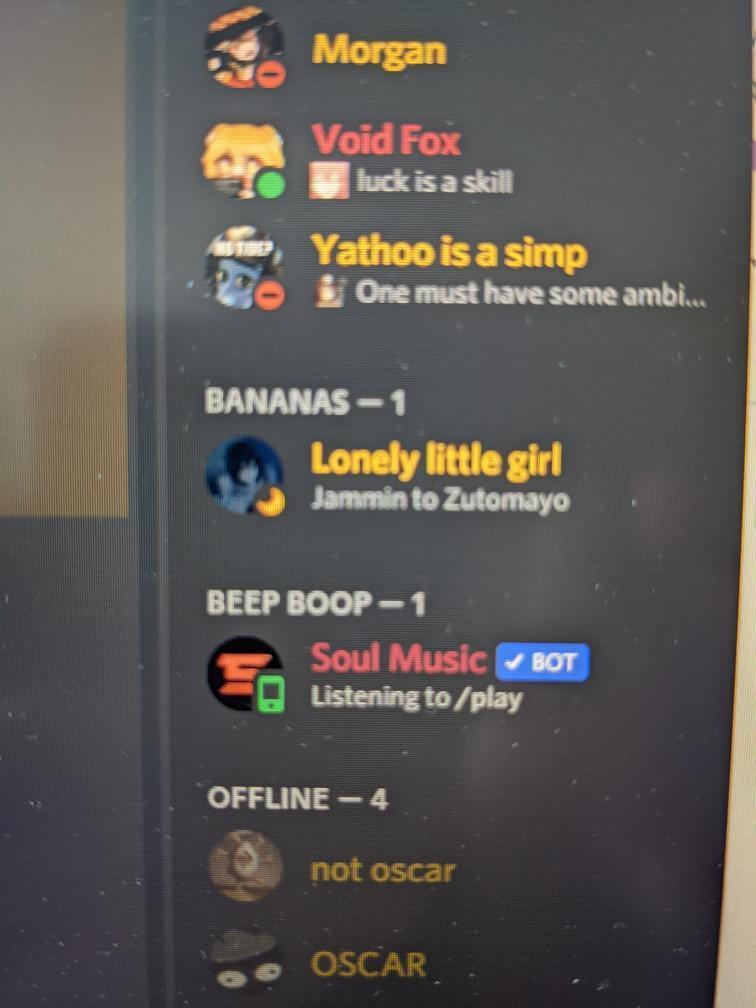 Morgan
Void Fox
luck is a skill
Yathoo is a simp
One must have some ambi...
BANANAS — 1
Lonely little girl
Jammin to Zutomayo
BEEP BOOP — 1
Soul Music ✓ BOT
Listening to /play
OFFLINE — 4
not oscar
OSCAR